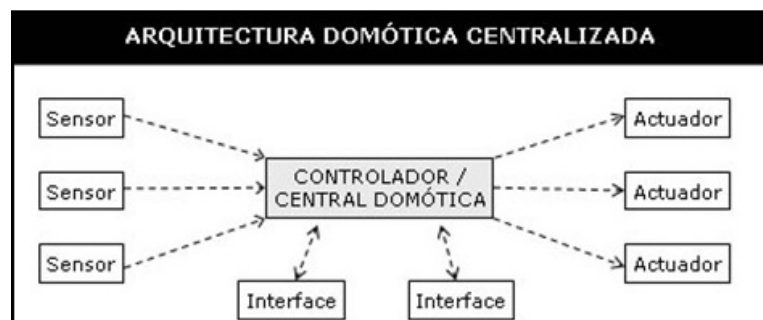 ARQUITECTURA DOMÓTICA CENTRALIZADA
Sensor
Actuador
CONTROLADOR /
CENTRAL DOMÓTICA
Sensor
Actuador
Sensor
Actuador
Interface
Interface